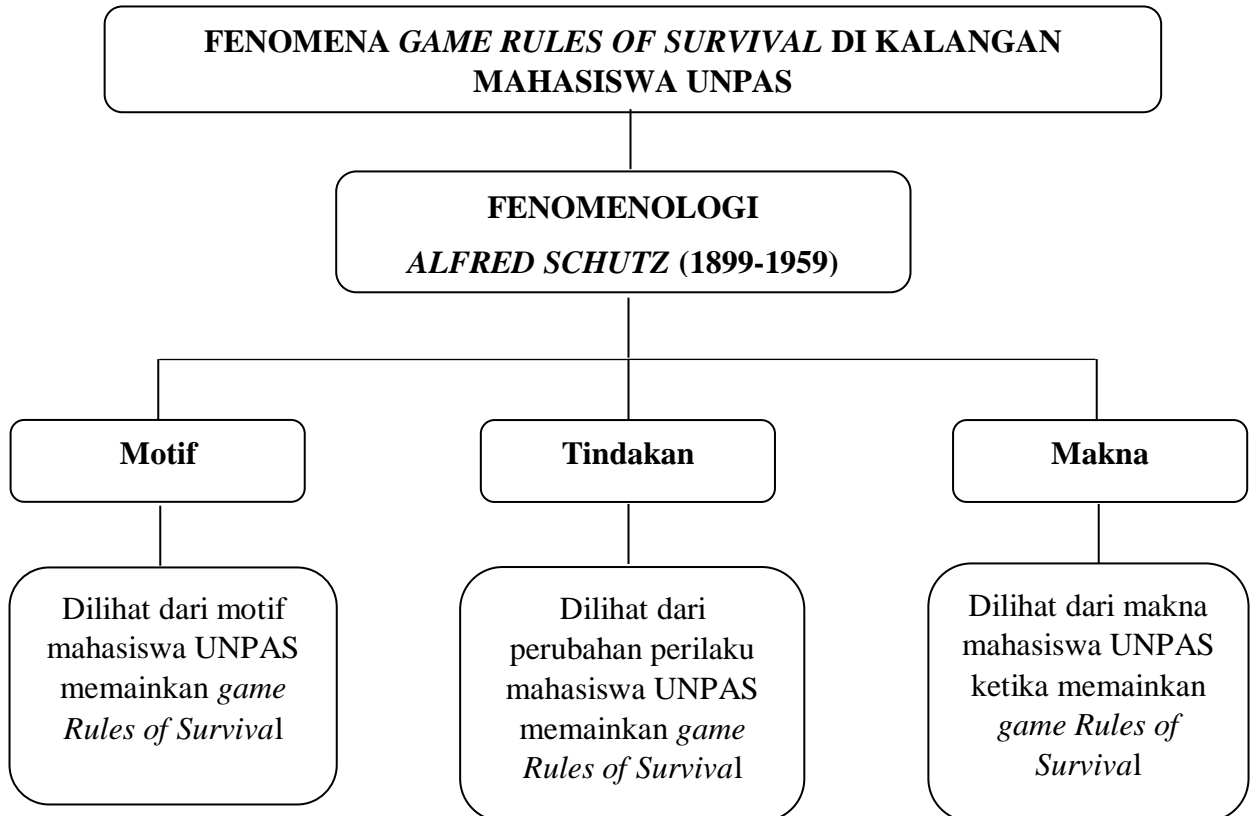 FENOMENA GAME RULES OF SURVIVAL DI KALANGAN
MAHASISWA UNPAS
FENOMENOLOGI
ALFRED SCHUTZ (1899-1959)
Motif
Tindakan
Makna
Dilihat dari motif
mahasiswa UNPAS
memainkan game
Rules of Survival
Dilihat dari
perubahan perilaku
mahasiswa UNPAS
memainkan game
Rules of Survival
Dilihat dari makna
mahasiswa UNPAS
ketika memainkan
game Rules of
Survival